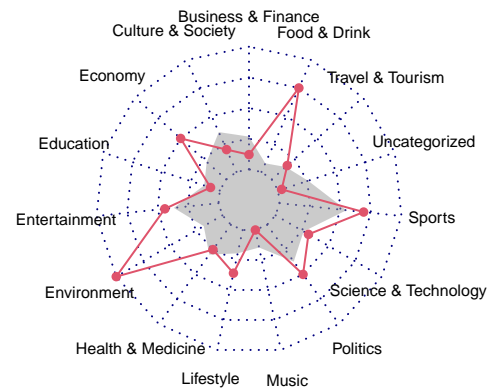 Business & Finance
Culture & Society
Food & Drink
Economy
Travel & Tourism
Education
Uncategorized
Entertainment
Sports
Environment
Science & Technology
Health & Medicine
Politics
Lifestyle
Music